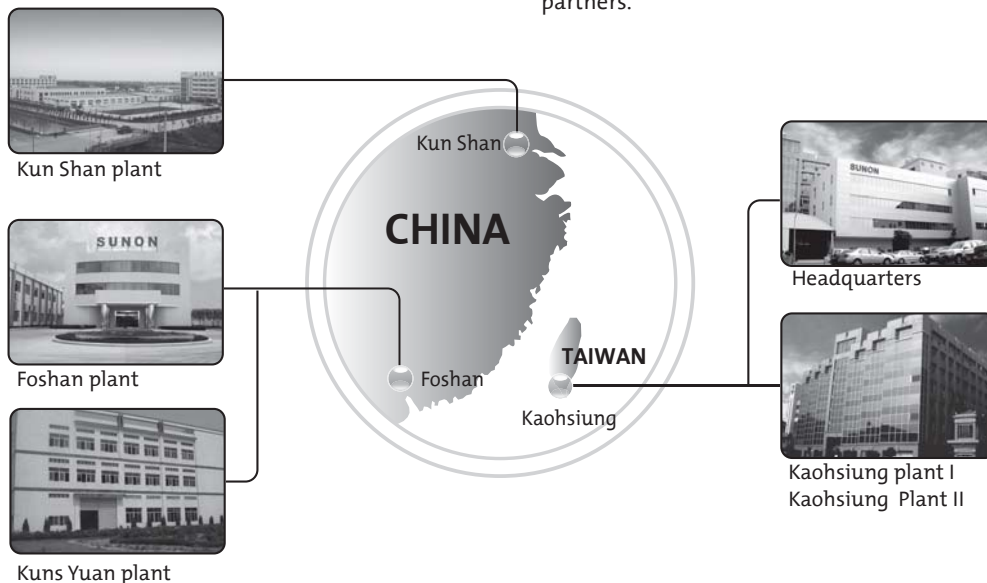 partners.
Kun Shan plant
Kun Shan
CHINA
SUNON
Foshan plant
Foshan
Kuns Yuan plant
TAIWAN
Kaohsiung
SUNON
Headquarters
Kaohsiung plant I
Kaohsiung Plant II